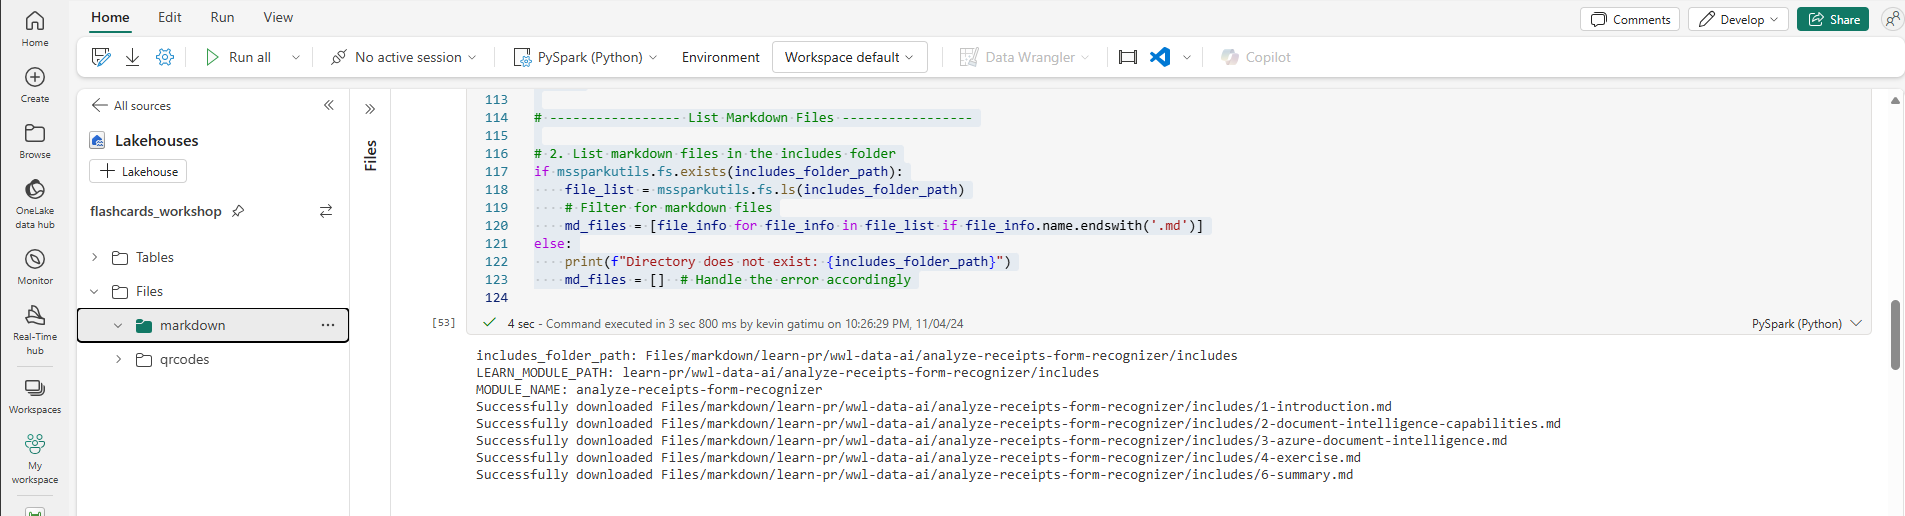 Home
Edit
Run
View
Comments
Develop
Share
Run all
No active session
PySpark (Python)
Environment
Workspace default
Data Wrangler
Copilot
Home
Create
Browse
OneLake
data hub
Monitor
Real-Time
hub
Workspaces
My
workspace
All sources
Lakehouses
Lakehouse
flashcards_workshop
Tables
Files
markdown
...
qrcodes
Files
113
114 # ----------------- List Markdown Files -----------------
115
116 # 2. List markdown files in the includes folder
117 if mssparkutils.fs.exists(includes_folder_path):
118     file_list = mssparkutils.fs.ls(includes_folder_path)
119     # Filter for markdown files
120     md_files = [file_info for file_info in file_list if file_info.name.endswith('.md')]
121 else:
122     print(f"Directory does not exist: {includes_folder_path}")
123     md_files = []  # Handle the error accordingly
124
[53] 4 sec - Command executed in 3 sec 800 ms by kevin gatimu on 10:26:29 PM, 11/04/24 PySpark (Python)
includes_folder_path: Files/markdown/learn-pr/wwl-data-ai/analyze-receipts-form-recognizer/includes
LEARN_MODULE_PATH: learn-pr/wwl-data-ai/analyze-receipts-form-recognizer/includes
MODULE_NAME: analyze-receipts-form-recognizer
Successfully downloaded Files/markdown/learn-pr/wwl-data-ai/analyze-receipts-form-recognizer/includes/1-introduction.md
Successfully downloaded Files/markdown/learn-pr/wwl-data-ai/analyze-receipts-form-recognizer/includes/2-document-intelligence-capabilities.md
Successfully downloaded Files/markdown/learn-pr/wwl-data-ai/analyze-receipts-form-recognizer/includes/3-azure-document-intelligence.md
Successfully downloaded Files/markdown/learn-pr/wwl-data-ai/analyze-receipts-form-recognizer/includes/4-exercise.md
Successfully downloaded Files/markdown/learn-pr/wwl-data-ai/analyze-receipts-form-recognizer/includes/6-summary.md